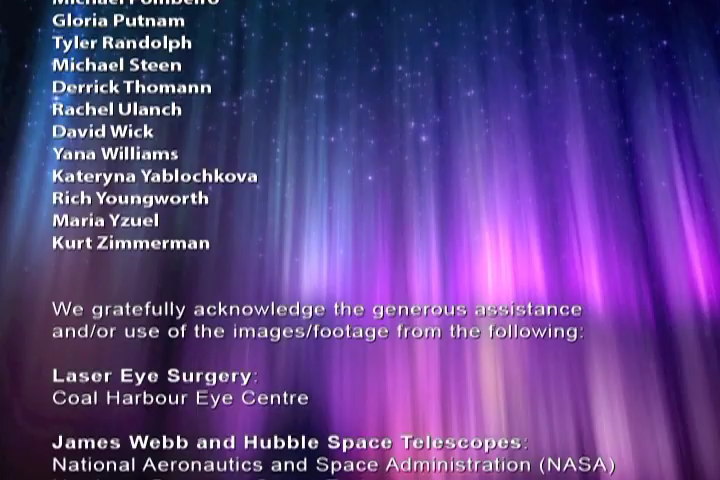 Gloria Putnam
Tyler Randolph
Michael Steen
Derrick Thomann
Rachel Ulanch
David Wick
Yana Williams
Kateryna Yablochkova
Rich Youngworth
Maria Yzuel
Kurt Zimmerman
We gratefully acknowledge the generous assistance
and/or use of the images/footage from the following:
Laser Eye Surgery:
Coal Harbour Eye Centre
James Webb and Hubble Space Telescopes:
National Aeronautics and Space Administration (NASA)